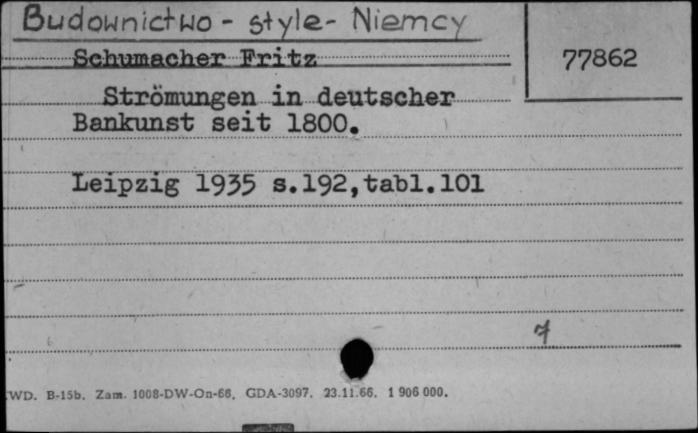 Budownictwo - style - Niemcy
Schumacher Fritz
77862
Strömungen in deutscher
Bankunst seit 1800.
Leipzig 1935 s.192,tabl.101
7
WD. B-15b. Zam. 1008-DW-On-66. GDA-3097. 23.11.66. 1 906 000.